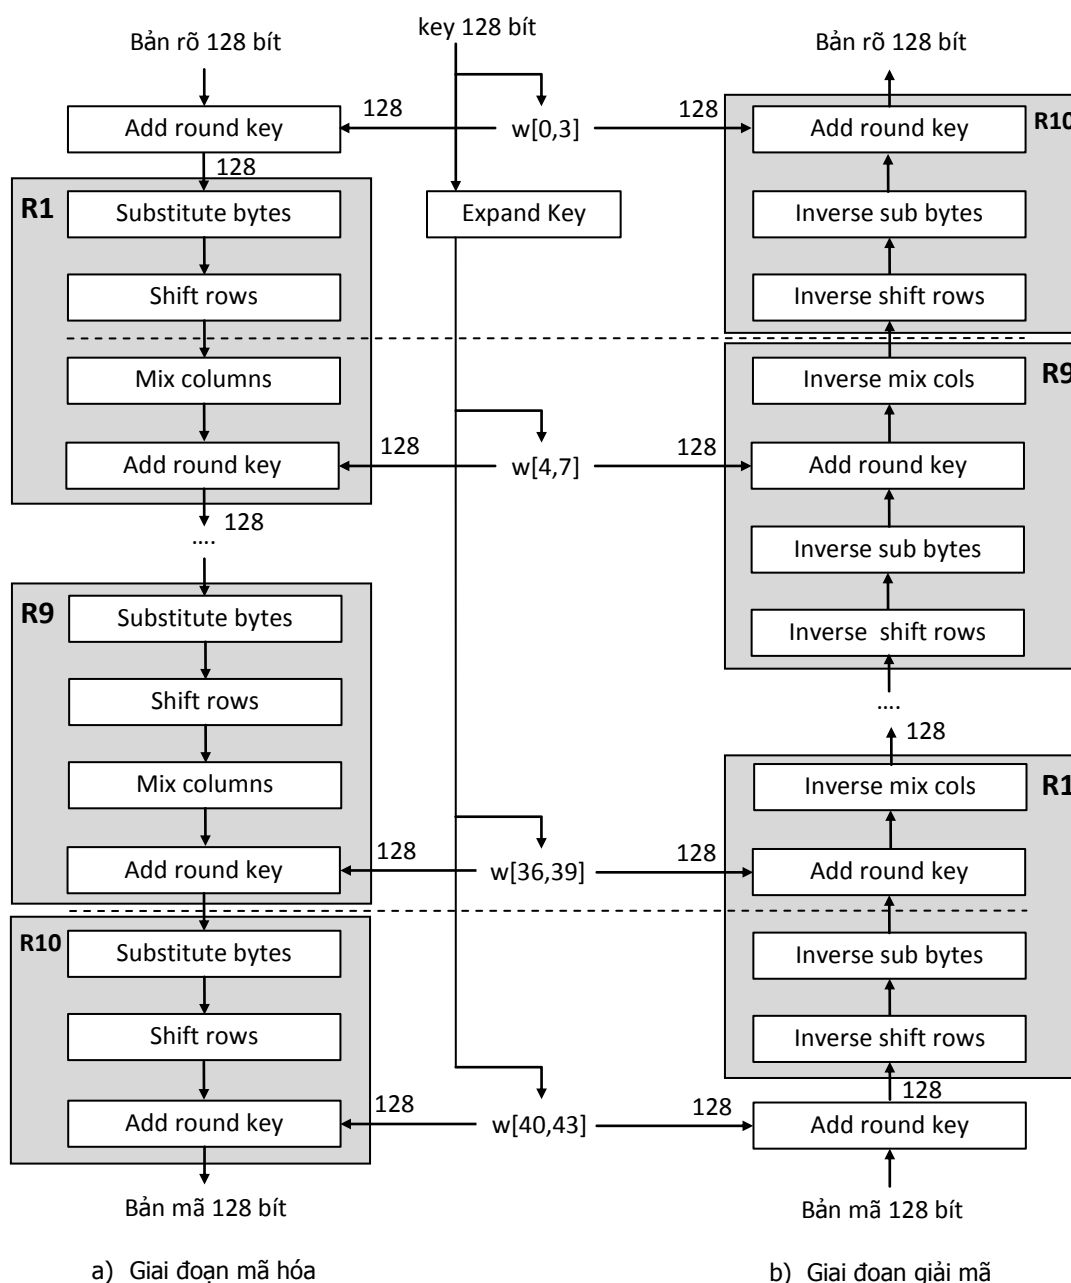 key 128 bít
Bản rõ 128 bít
Bản rõ 128 bít
128
128
Add round key
w[0,3]
Add round key
R10
128
R1
Substitute bytes
Expand Key
Inverse sub bytes
Shift rows
Inverse shift rows
Mix columns
Inverse mix cols
R9
128
128
Add round key
w[4,7]
Add round key
128
....
Inverse sub bytes
R9
Substitute bytes
Inverse shift rows
Shift rows
....
128
Mix columns
Inverse mix cols
R1
128
128
Add round key
w[36,39]
Add round key
R10
Substitute bytes
Inverse sub bytes
Shift rows
Inverse shift rows
128
128
128
Add round key
w[40,43]
Add round key
Bản mã 128 bít
Bản mã 128 bít
a) Giai đoạn mã hóa
b) Giai đoan giải mã